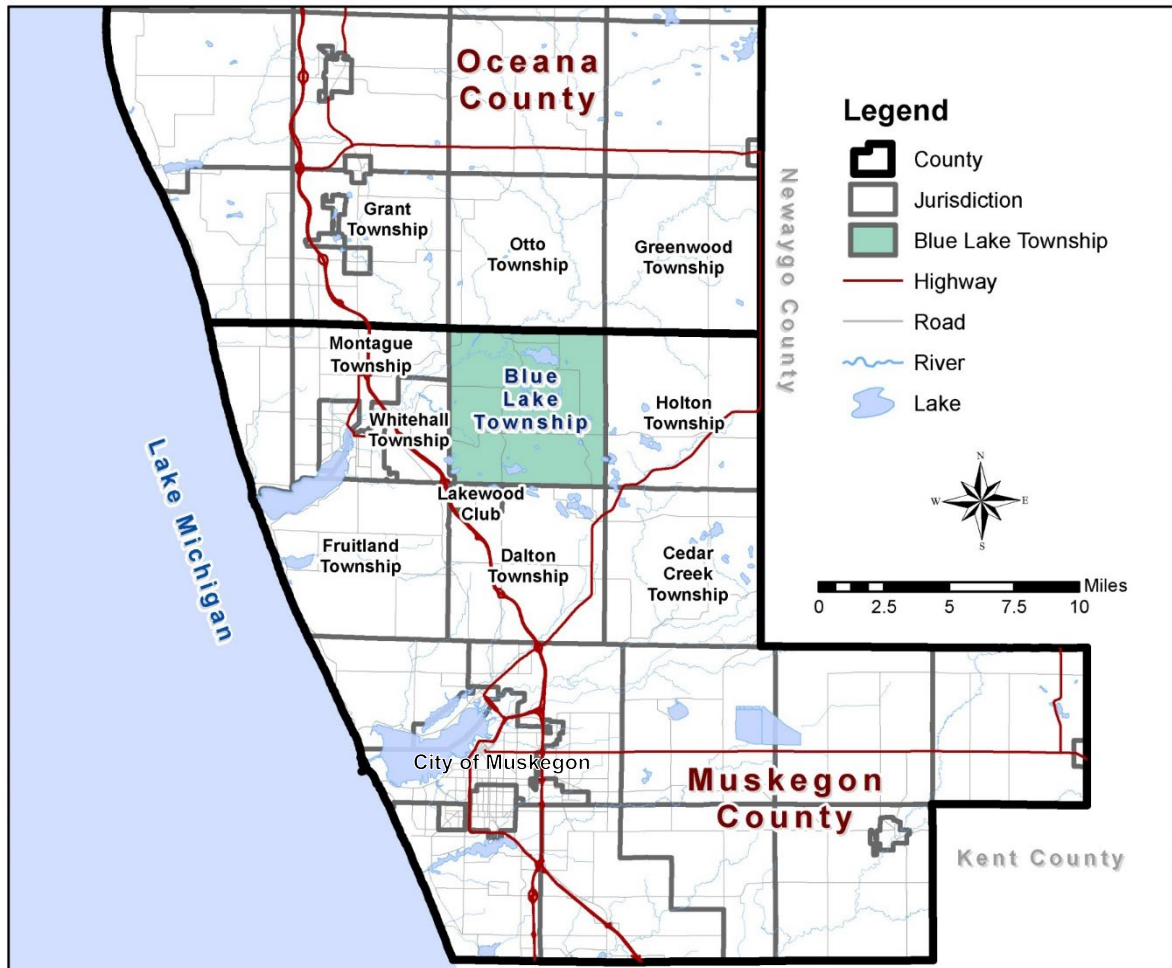 Oceana
County
Legend
County
Jurisdiction
Blue Lake Township
Highway
Road
River
Lake
Newaygo County
Grant
Township
Otto
Township
Greenwood
Township
Montague
Township
Blue
Lake
Township
Holton
Township
Whitehall
Township
Lake Michigan
Lakewood
Club
N
W
E
S
Fruitland
Township
Dalton
Township
Cedar
Creek
Township
Miles
0 2.5 5 7.5 10
City of Muskegon
Muskegon
County
Kent County